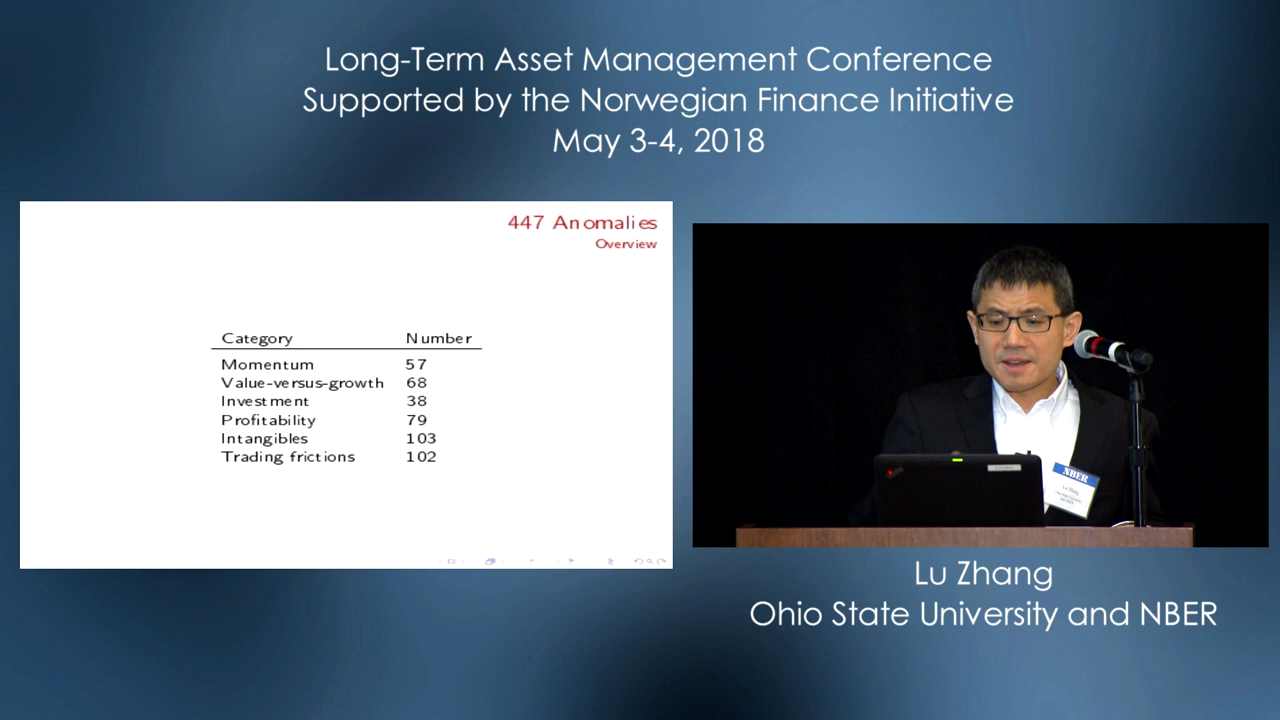 Long-Term Asset Management Conference
Supported by the Norwegian Finance Initiative
May 3-4, 2018
447 Anomalies
Overview
Category Number
Momentum 57
Value-versus-growth 68
Investment 38
Profitability 79
Intangibles 103
Trading frictions 102
NBER
Lu Zhang
Lu Zhang
Ohio State University and NBER